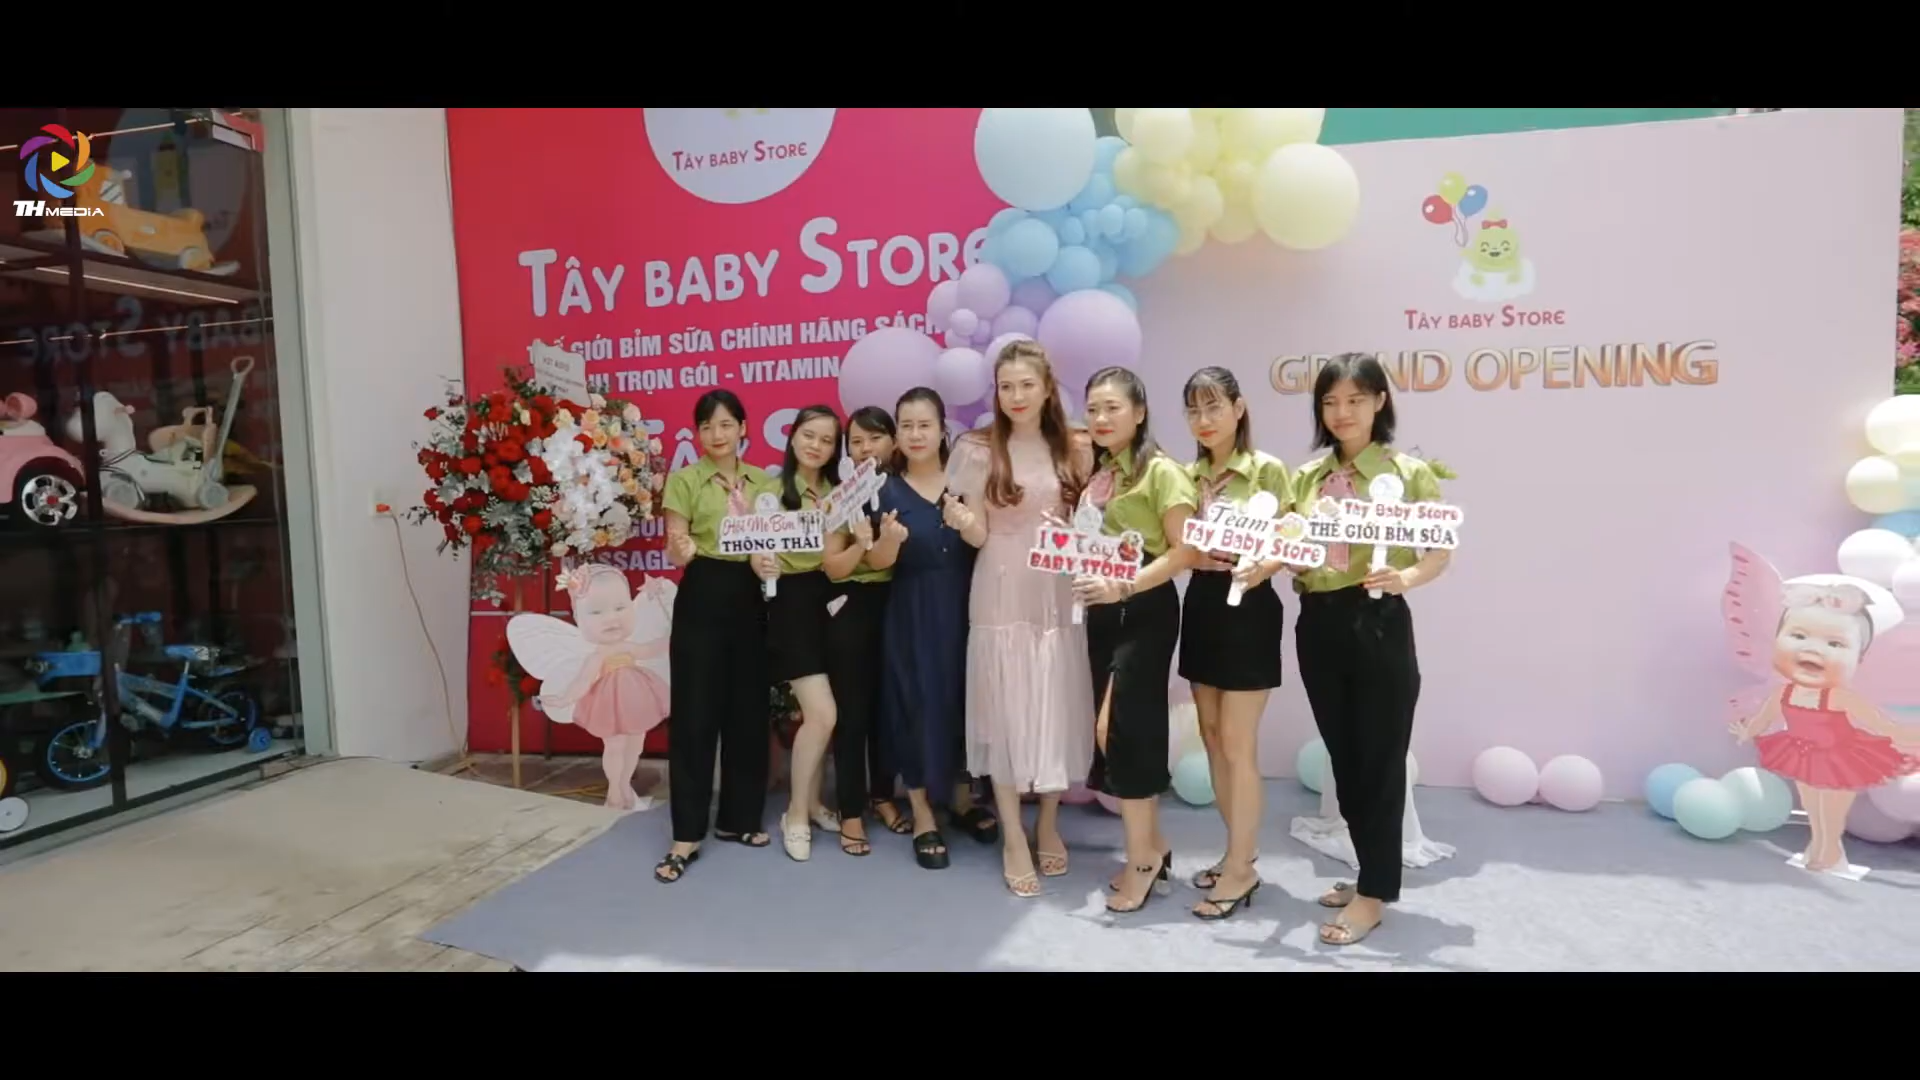 TH MEDIA
TÂY BABY STORE
TÂY BABY STORE
GIỚI BỈM SỮA CHÍNH HÃNG SÁCH
TRỌN GÓI - VITAMIN
TÂY BABY STORE
GRAND OPENING
Hội Mẹ Bỉm
THÔNG THÁI
I ♥ Tây
BABY STORE
Team
Tây Baby Store
Tây Baby Store
THẾ GIỚI BỈM SỮA
BABY STORE